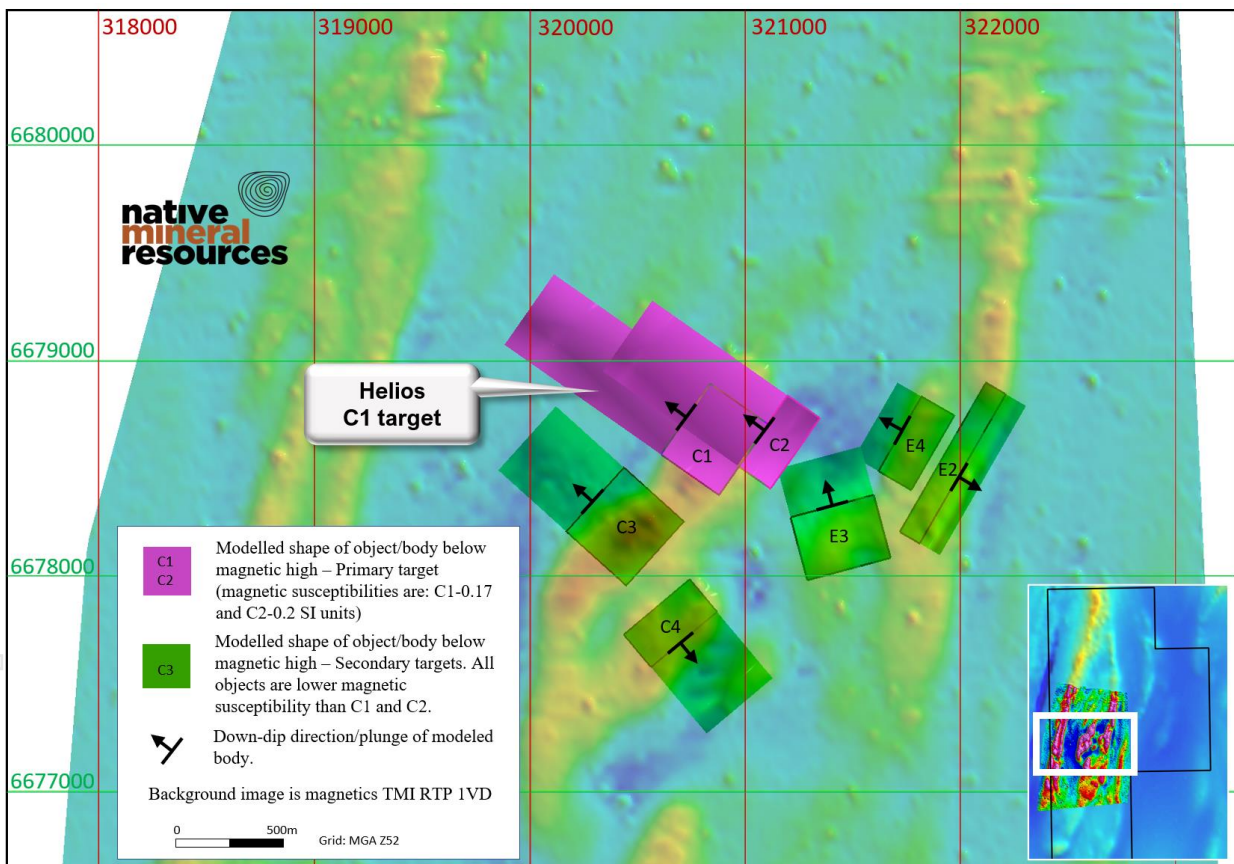 318000
319000
320000
321000
322000
6680000
native
mineral
resources
6679000
Helios
C1 target
C1
C2
E4
E2
C3
E3
6678000
C4
C1
C2
Modelled shape of object/body below
magnetic high – Primary target
(magnetic susceptibilities are: C1-0.17
and C2-0.2 SI units)
C3
Modelled shape of object/body below
magnetic high – Secondary targets. All
objects are lower magnetic
susceptibility than C1 and C2.
Down-dip direction/plunge of modeled
body.
Background image is magnetics TMI RTP 1VD
0
500m
Grid: MGA Z52
6677000